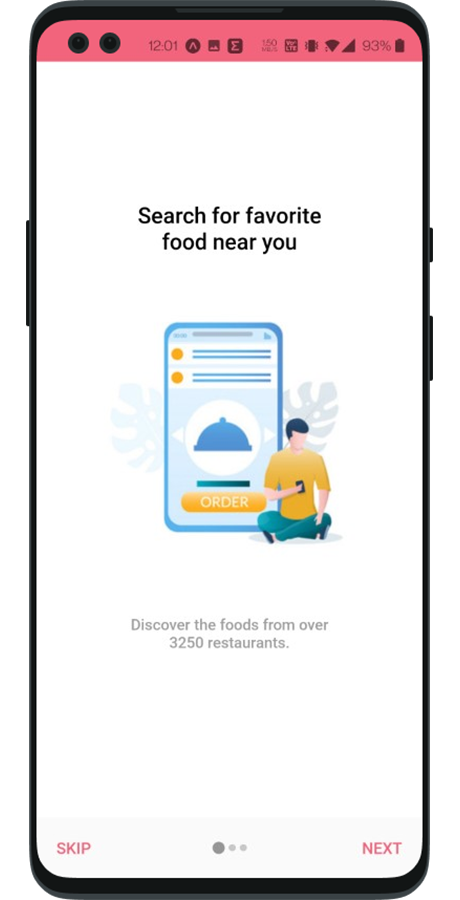 12:01 150 93%
Search for favorite
food near you
ORDER
Discover the foods from over
3250 restaurants.
SKIP NEXT